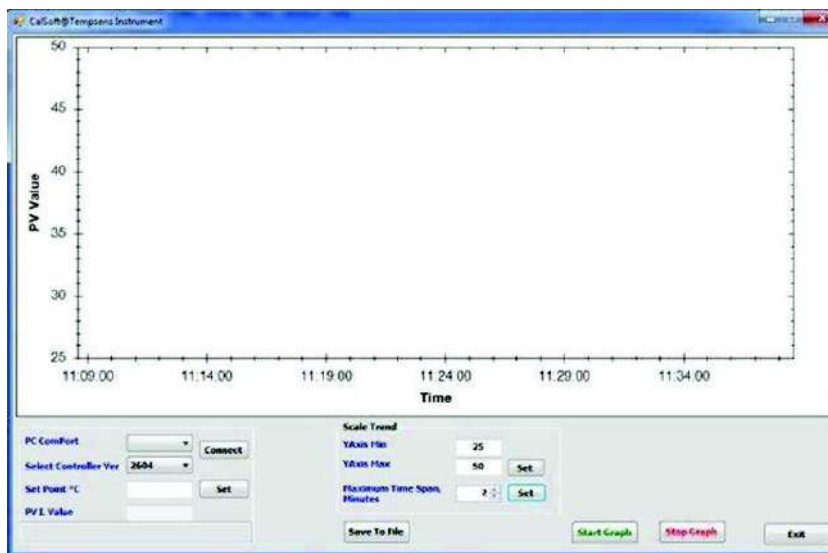 CalSoft@Tempsens Instrument
50
45
40
35
30
25
PV Value
11:09:00 11:14:00 11:19:00 11:24:00 11:29:00 11:34:00
Time
PC ComPort
Connect
Select Controller Ver 2604
Set Point °C
Set
PV1 Value
Scale Trend
YAxis Min 25
YAxis Max 50 Set
Maximum Time Span, Minutes 2 Set
Save To File
Start Graph
Stop Graph
Exit